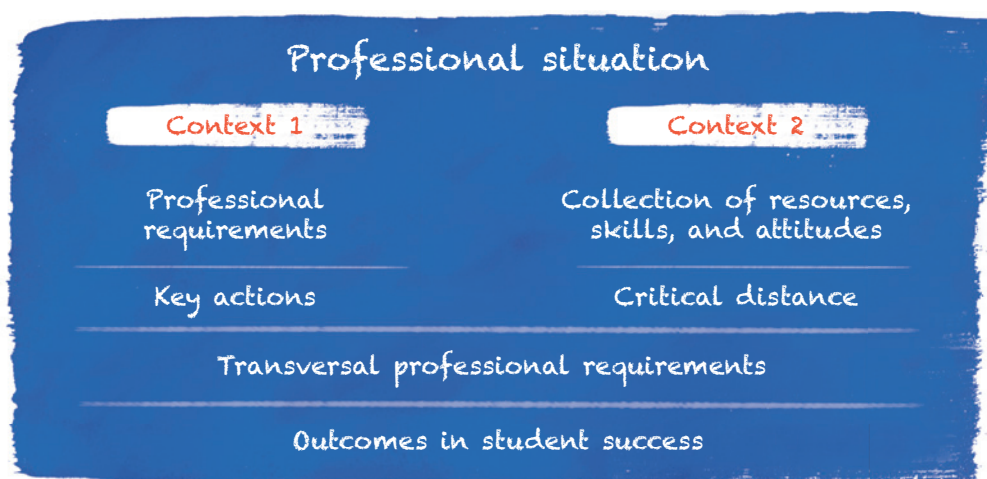 Professional situation
Context 1
Context 2
Professional
requirements
Collection of resources,
skills, and attitudes
Key actions
Critical distance
Transversal professional requirements
Outcomes in student success